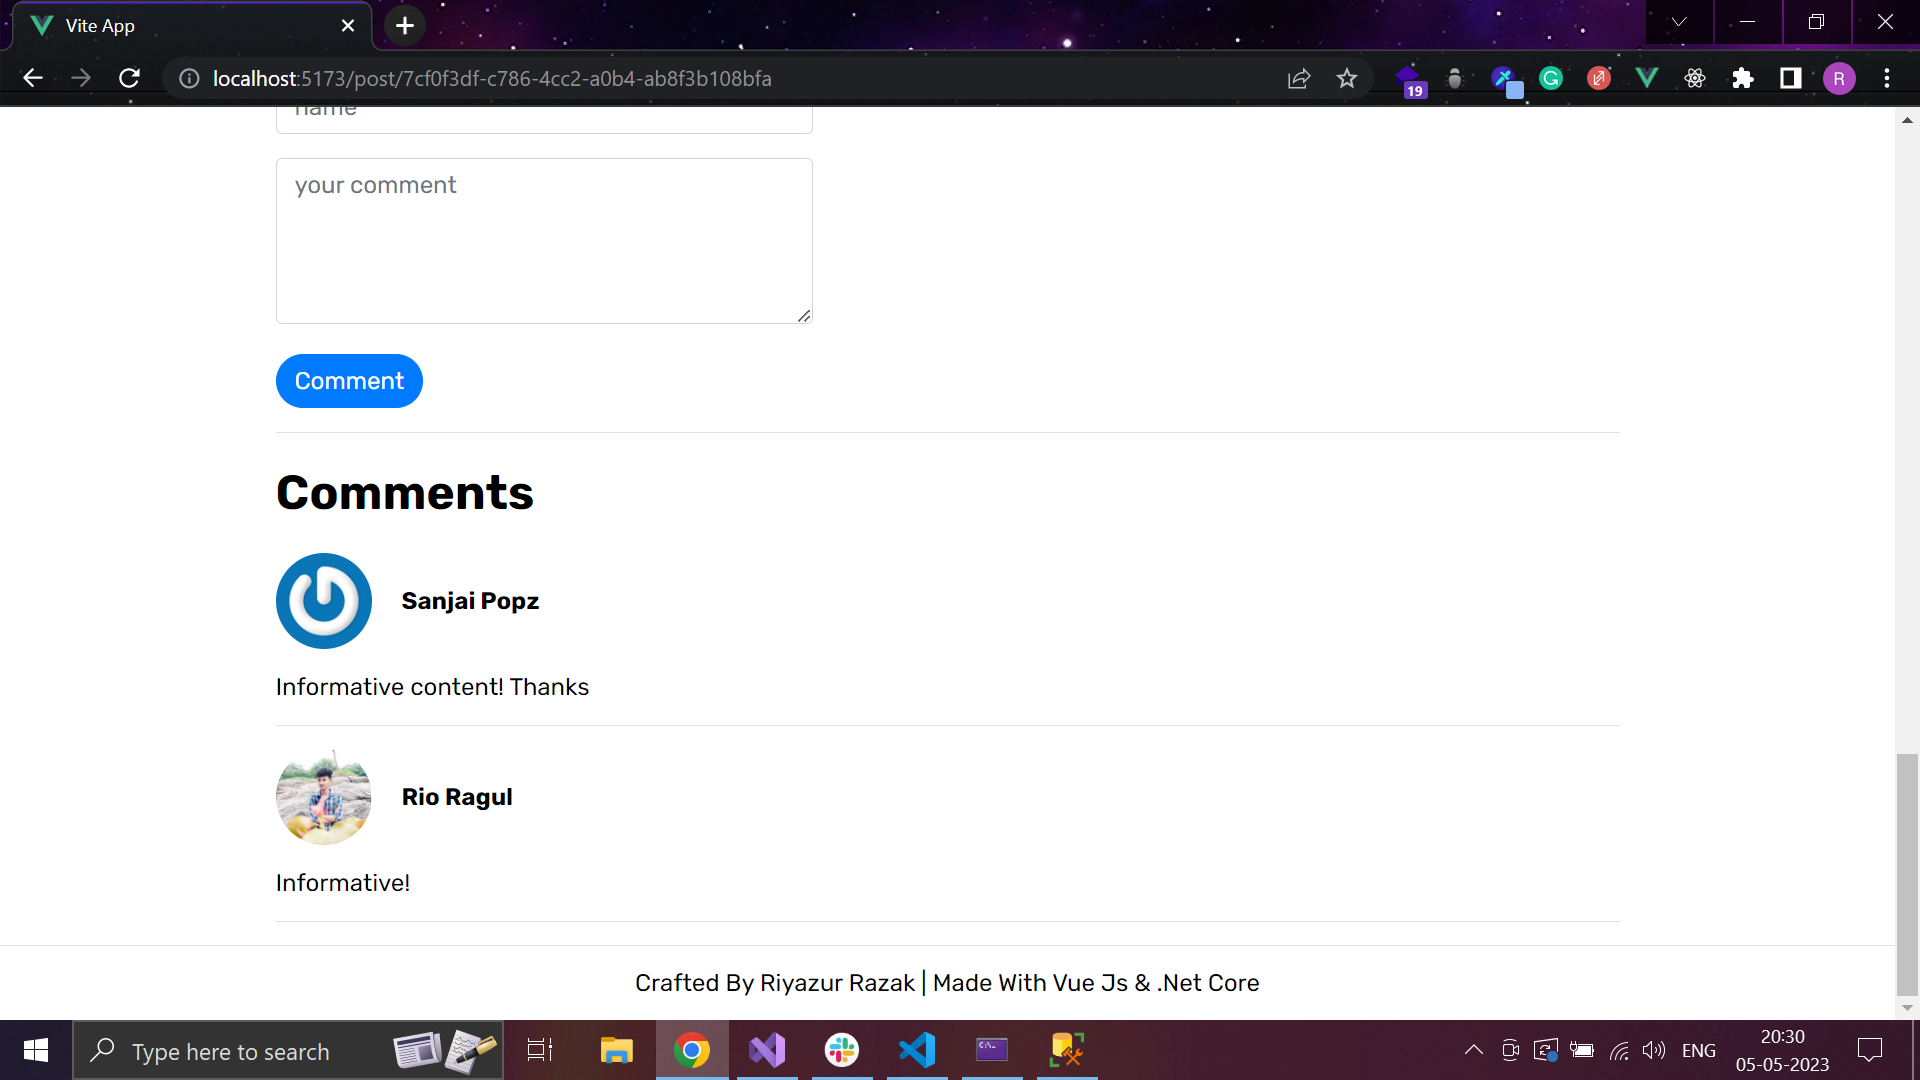 Vite App
localhost:5173/post/7cf0f3df-c786-4cc2-a0b4-ab8f3b108bfa
19
R
name
your comment
Comment
Comments
Sanjai Popz
Informative content! Thanks
Rio Ragul
Informative!
Crafted By Riyazur Razak | Made With Vue Js & .Net Core
Type here to search
ENG
20:30
05-05-2023